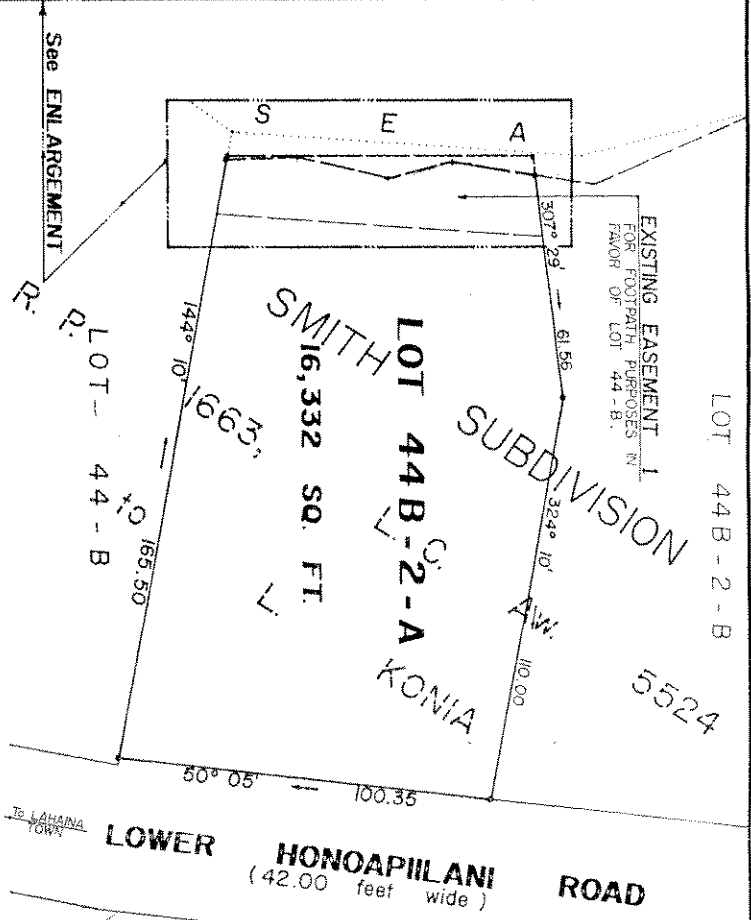 See ENLARGEMENT
S E A
EXISTING EASEMENT 1
FOR FOOTPATH PURPOSES IN
FAVOR OF LOT 44-B.
LOT 44B-2-B
307° 29'
61.56
324° 10'
110.00
144° 10'
165.50
SMITH SUBDIVISION
LOT 44B-2-A
16,332 SQ. FT.
R. P. 1663, L. C. AW. 5524
LOT - 44-B
to L. KONIA
50° 05'
100.35
To LAHAINA
TOWN
LOWER HONOAPIILANI ROAD
(42.00 feet wide)